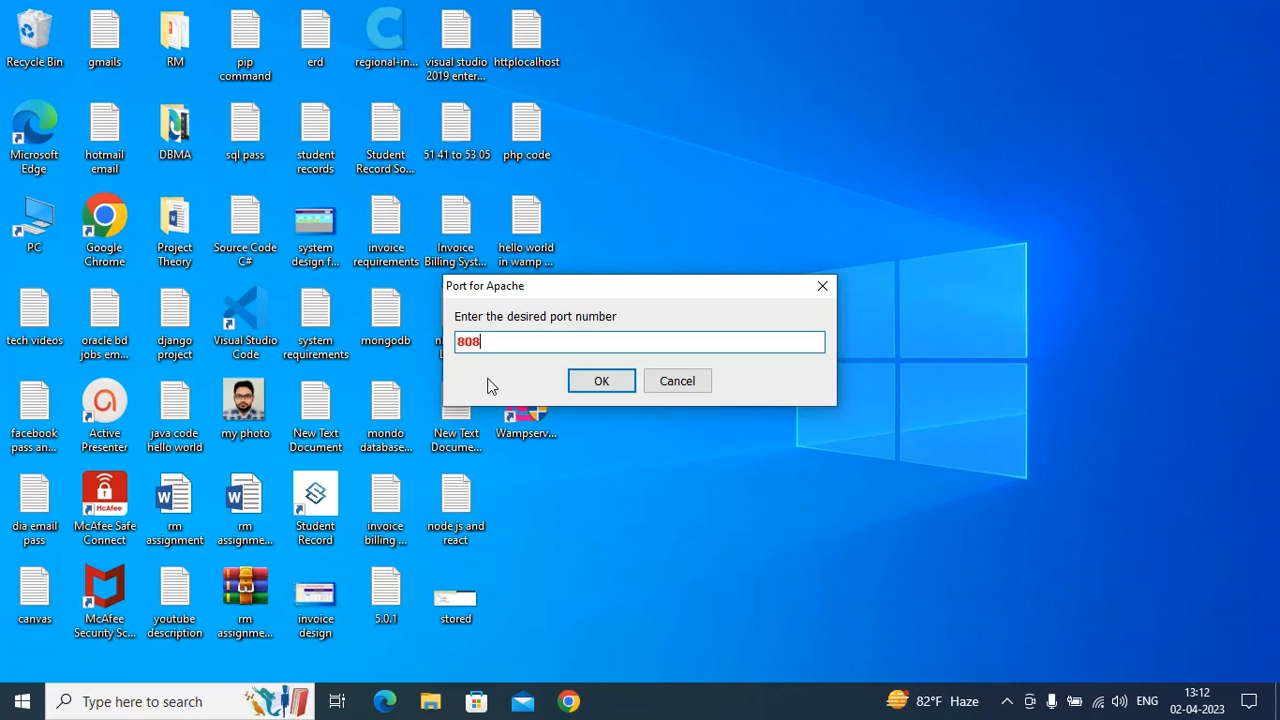 Recycle Bin
gmails
RM
pip
command
erd
regional-in...
visual studio
2019 enter...
httplocalhost
Microsoft
Edge
hotmail
email
DBMA
sql pass
student
records
Student
Record So...
51 41 to 53 05
php code
PC
Google
Chrome
Project
Theory
Source Code
C#
system
design f...
invoice
requirements
Invoice
Billing Syst...
hello world
in wamp ...
Port for Apache
Enter the desired port number
808
OK
Cancel
tech videos
oracle bd
jobs em...
django
project
Visual Studio
Code
system
requirements
mongodb
facebook
pass an...
Active
Presenter
java code
hello world
my photo
New Text
Document
mondo
database...
New Text
Docume...
Wampserv...
dia email
pass
McAfee
McAfee Safe
Connect
rm
assignment
rm
assignme...
Student
Record
invoice
billing ...
node js and
react
canvas
McAfee
Security Sc...
youtube
description
rm
assignme...
invoice
design
5.0.1
stored
Type here to search
82°F Haze
ENG
13:12
02-04-2023